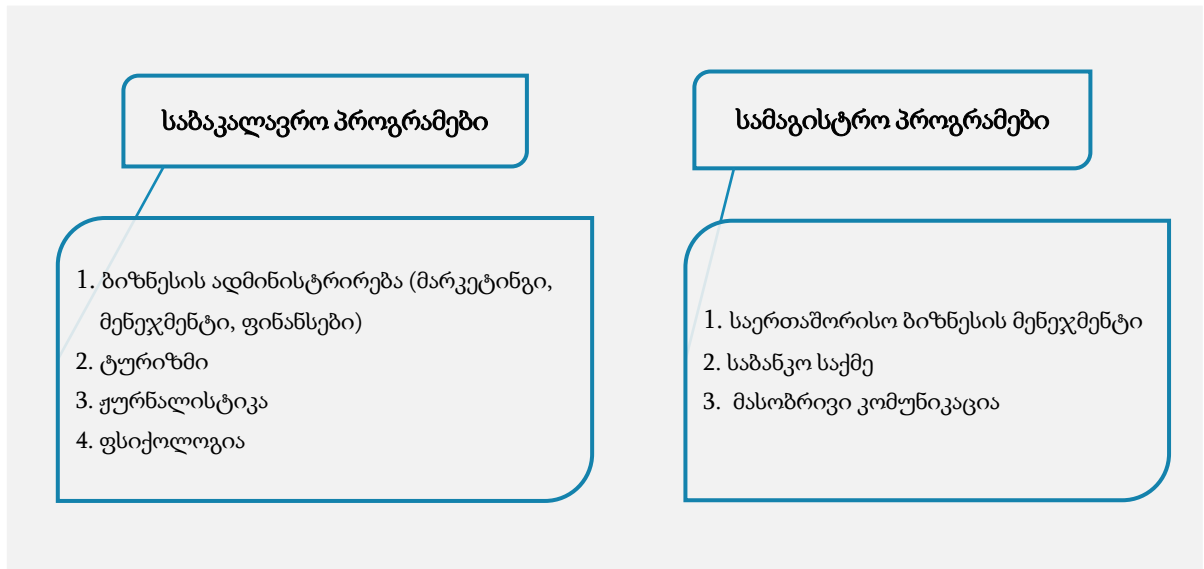 საბაკალავრო პროგრამები
1. ბიზნესის ადმინისტრირება (მარკეტინგი,
მენეჯმენტი, ფინანსები)
2. ტურიზმი
3. ჟურნალისტიკა
4. ფსიქოლოგია
სამაგისტრო პროგრამები
1. საერთაშორისო ბიზნესის მენეჯმენტი
2. საბანკო საქმე
3. მასობრივი კომუნიკაცია